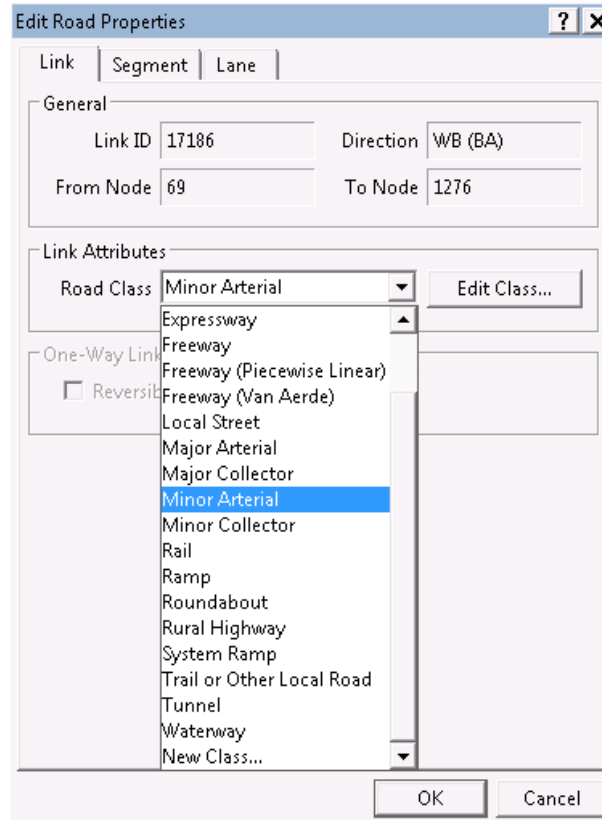 Edit Road Properties ? X
Link Segment Lane
General
Link ID 17186 Direction WB (BA)
From Node 69 To Node 1276
Link Attributes
Road Class Minor Arterial Edit Class...
Expressway
Freeway
Freeway (Piecewise Linear)
One-Way Link
Freeway (Van Aerde)
Local Street
Major Arterial
Major Collector
Minor Arterial
Minor Collector
Rail
Ramp
Roundabout
Rural Highway
System Ramp
Trail or Other Local Road
Tunnel
Waterway
New Class...
OK Cancel